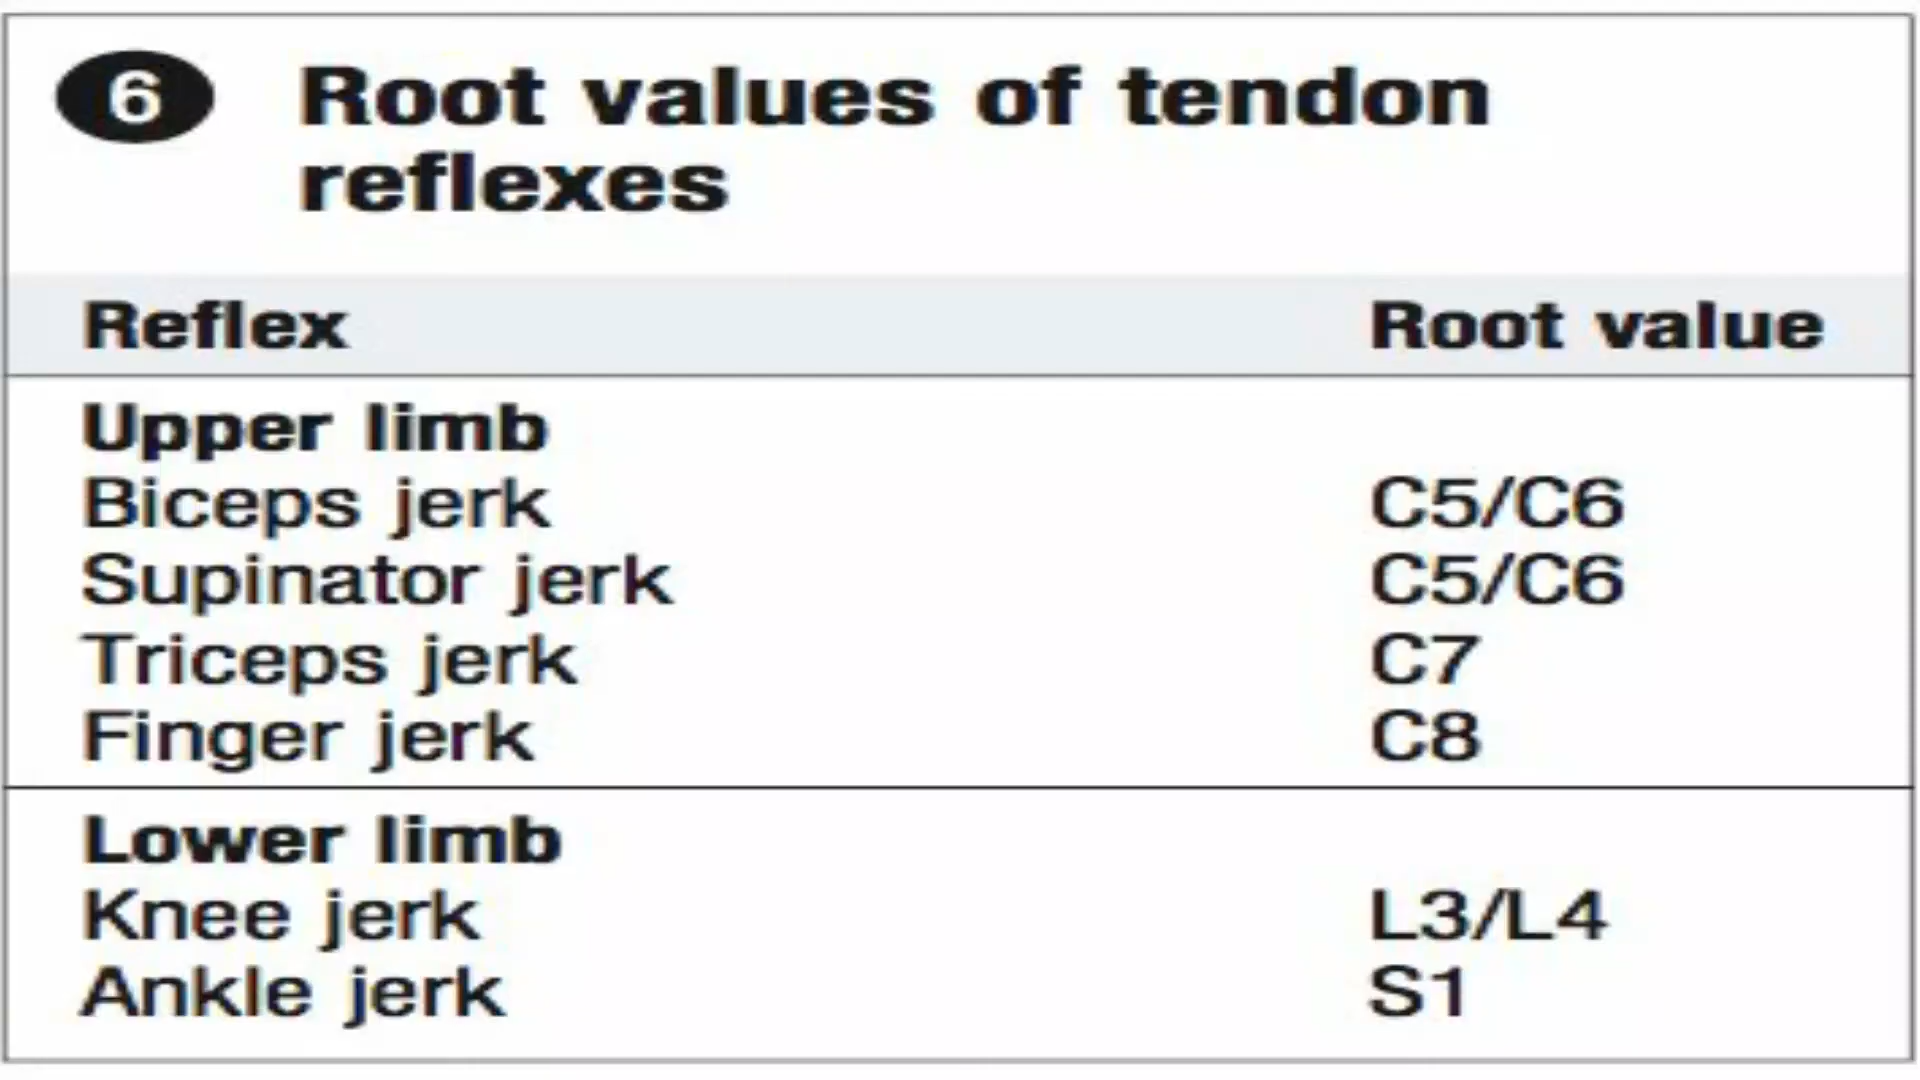 6 Root values of tendon
reflexes
Reflex Root value
Upper limb
Biceps jerk C5/C6
Supinator jerk C5/C6
Triceps jerk C7
Finger jerk C8
Lower limb
Knee jerk L3/L4
Ankle jerk S1